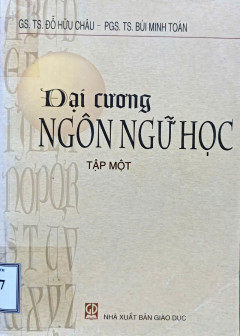 GS. TS. ĐỖ HỮU CHÂU - PGS. TS. BÙI MINH TOÁN
Đại cương
NGÔN NGỮ HỌC
TẬP MỘT
NHÀ XUẤT BẢN GIÁO DỤC
7